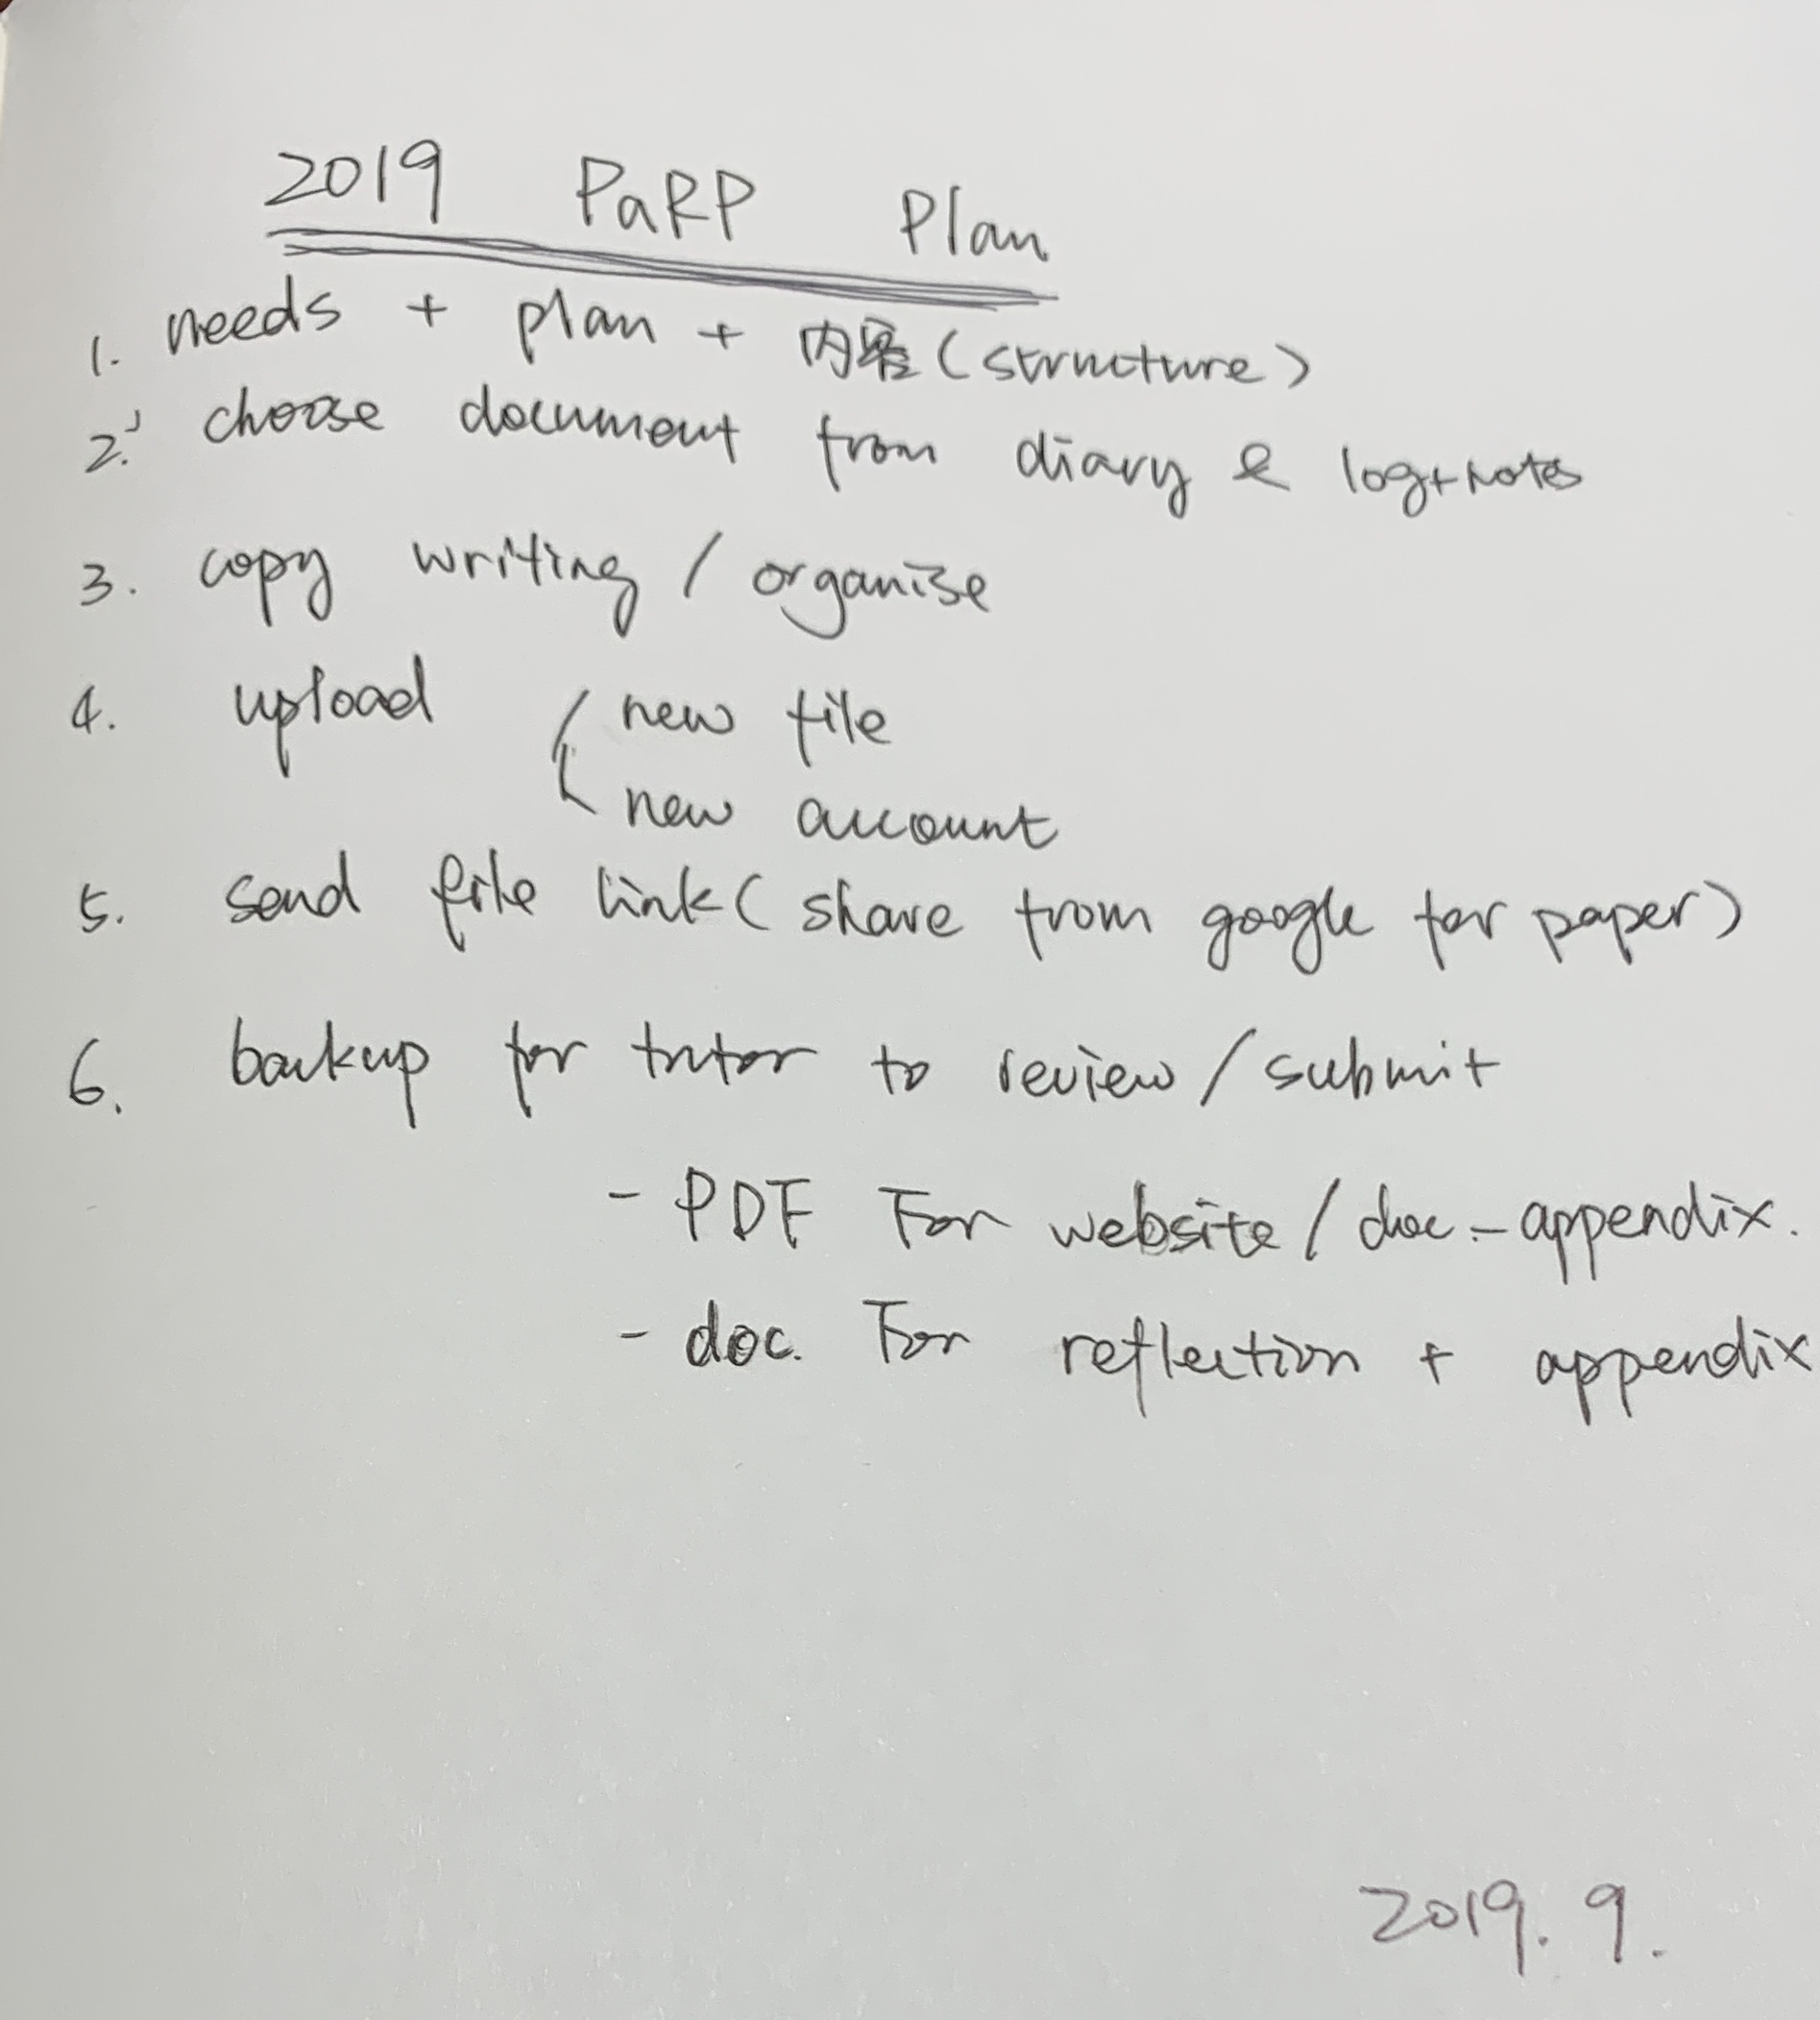 2019 PaRP Plan
1. needs + plan + 内容 (structure)
2. choose document from diary & log+notes
3. copy writing / organise
4. upload new file
new account
5. send file link (share from google for paper)
6. backup for tutor to review / submit
- PDF For website / doc - appendix.
- doc. For reflection + appendix
2019. 9.